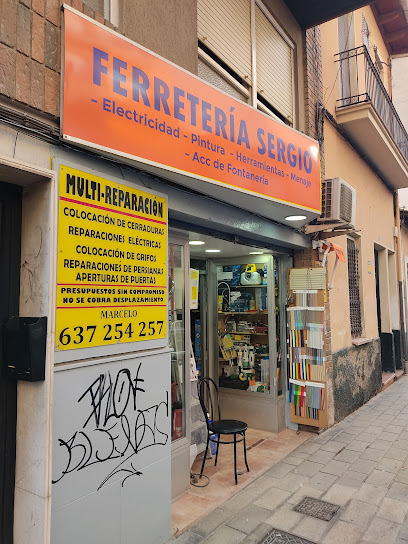 FERRETERÍA SERGIO
- Electricidad - Pintura - Herramientas - Menaje
- Acc de Fontanería
MULTI-REPARACIÓN
COLOCACIÓN DE CERRADURAS
REPARACIONES ELÉCTRICAS
COLOCACIÓN DE GRIFOS
REPARACIONES DE PERSIANAS
APERTURAS DE PUERTAS
PRESUPUESTOS SIN COMPROMISO
NO SE COBRA DESPLAZAMIENTO
MARCELO
637 254 257